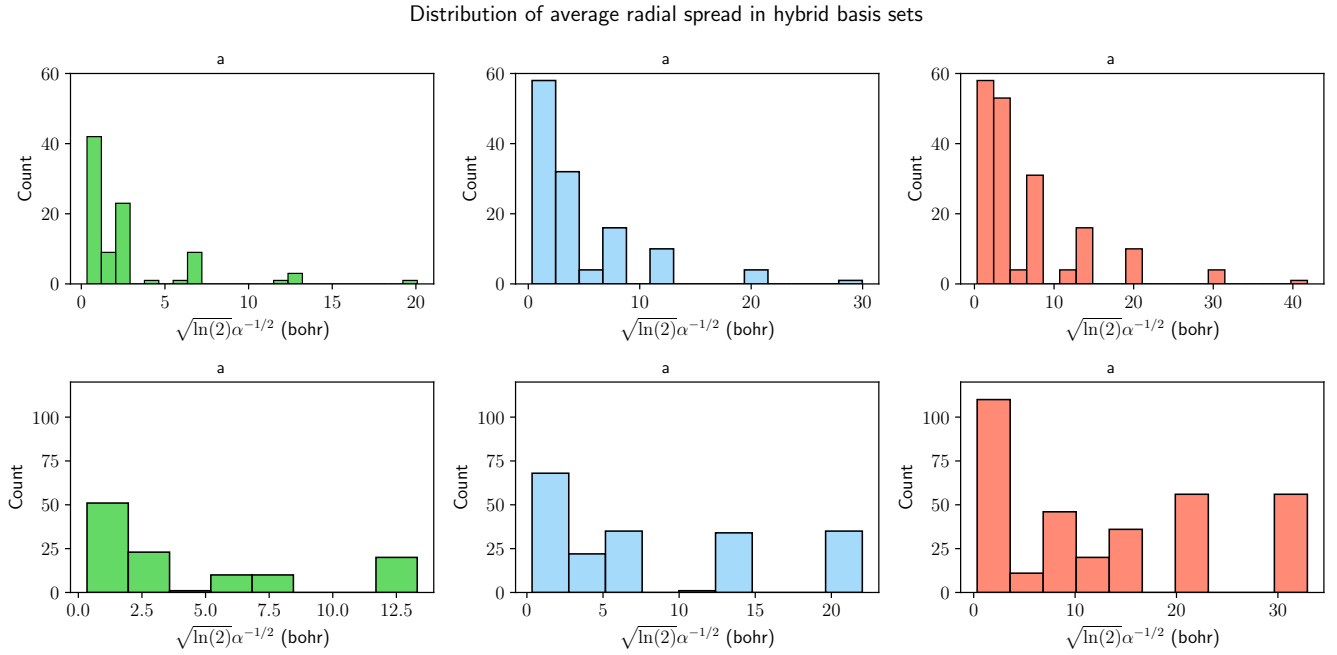 Distribution of average radial spread in hybrid basis sets
a
a
a
60
40
20
0
Count
0 5 10 15 20
√ln(2)α^{-1/2} (bohr)
60
40
20
0
Count
0 10 20 30
√ln(2)α^{-1/2} (bohr)
60
40
20
0
Count
0 10 20 30 40
√ln(2)α^{-1/2} (bohr)
a
a
a
100
75
50
25
0
Count
0.0 2.5 5.0 7.5 10.0 12.5
√ln(2)α^{-1/2} (bohr)
100
75
50
25
0
Count
0 5 10 15 20
√ln(2)α^{-1/2} (bohr)
100
75
50
25
0
Count
0 10 20 30
√ln(2)α^{-1/2} (bohr)